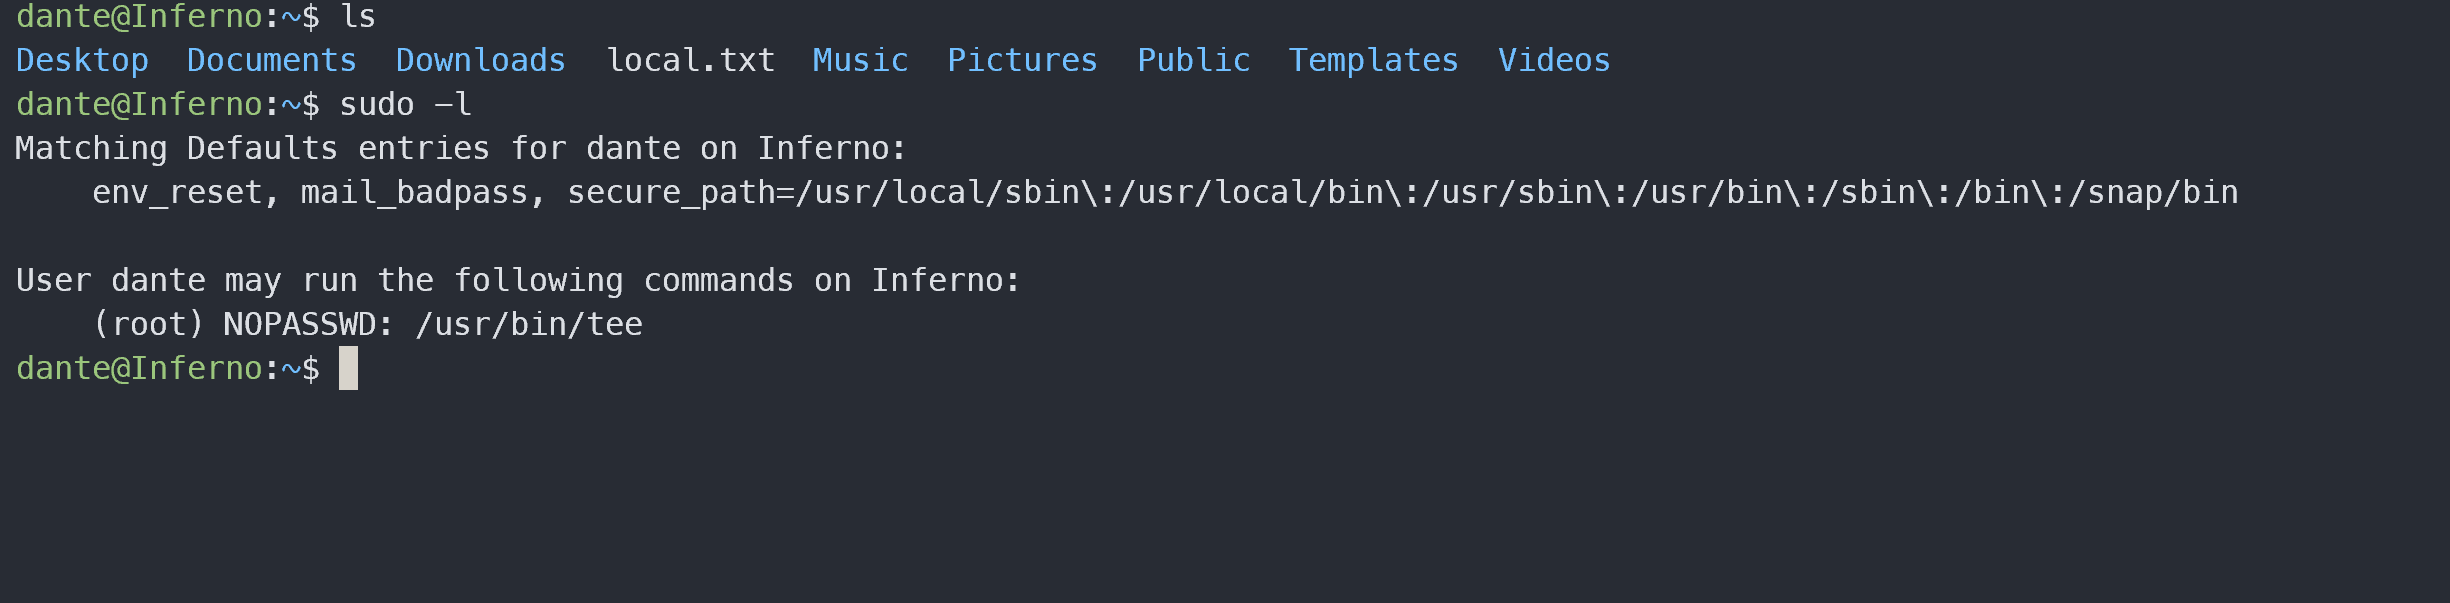 dante@Inferno:~$ ls
Desktop  Documents  Downloads  local.txt  Music  Pictures  Public  Templates  Videos
dante@Inferno:~$ sudo -l
Matching Defaults entries for dante on Inferno:
    env_reset, mail_badpass, secure_path=/usr/local/sbin\:/usr/local/bin\:/usr/sbin\:/usr/bin\:/sbin\:/bin\:/snap/bin

User dante may run the following commands on Inferno:
    (root) NOPASSWD: /usr/bin/tee
dante@Inferno:~$